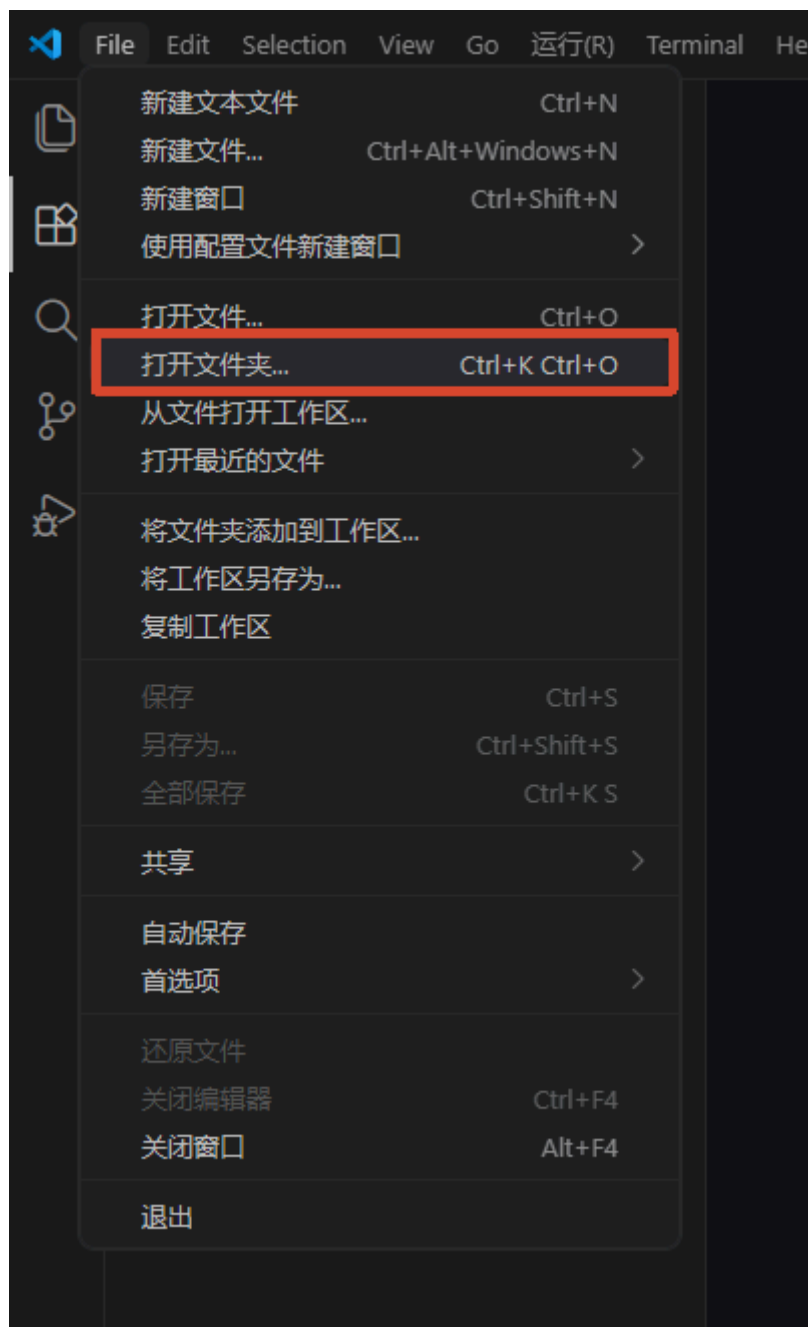 File Edit Selection View Go 运行(R) Terminal He
新建文本文件 Ctrl+N
新建文件... Ctrl+Alt+Windows+N
新建窗口 Ctrl+Shift+N
使用配置文件新建窗口
打开文件... Ctrl+O
打开文件夹... Ctrl+K Ctrl+O
从文件打开工作区...
打开最近的文件
将文件夹添加到工作区...
将工作区另存为...
复制工作区
保存 Ctrl+S
另存为... Ctrl+Shift+S
全部保存 Ctrl+K S
共享
自动保存
首选项
还原文件
关闭编辑器 Ctrl+F4
关闭窗口 Alt+F4
退出